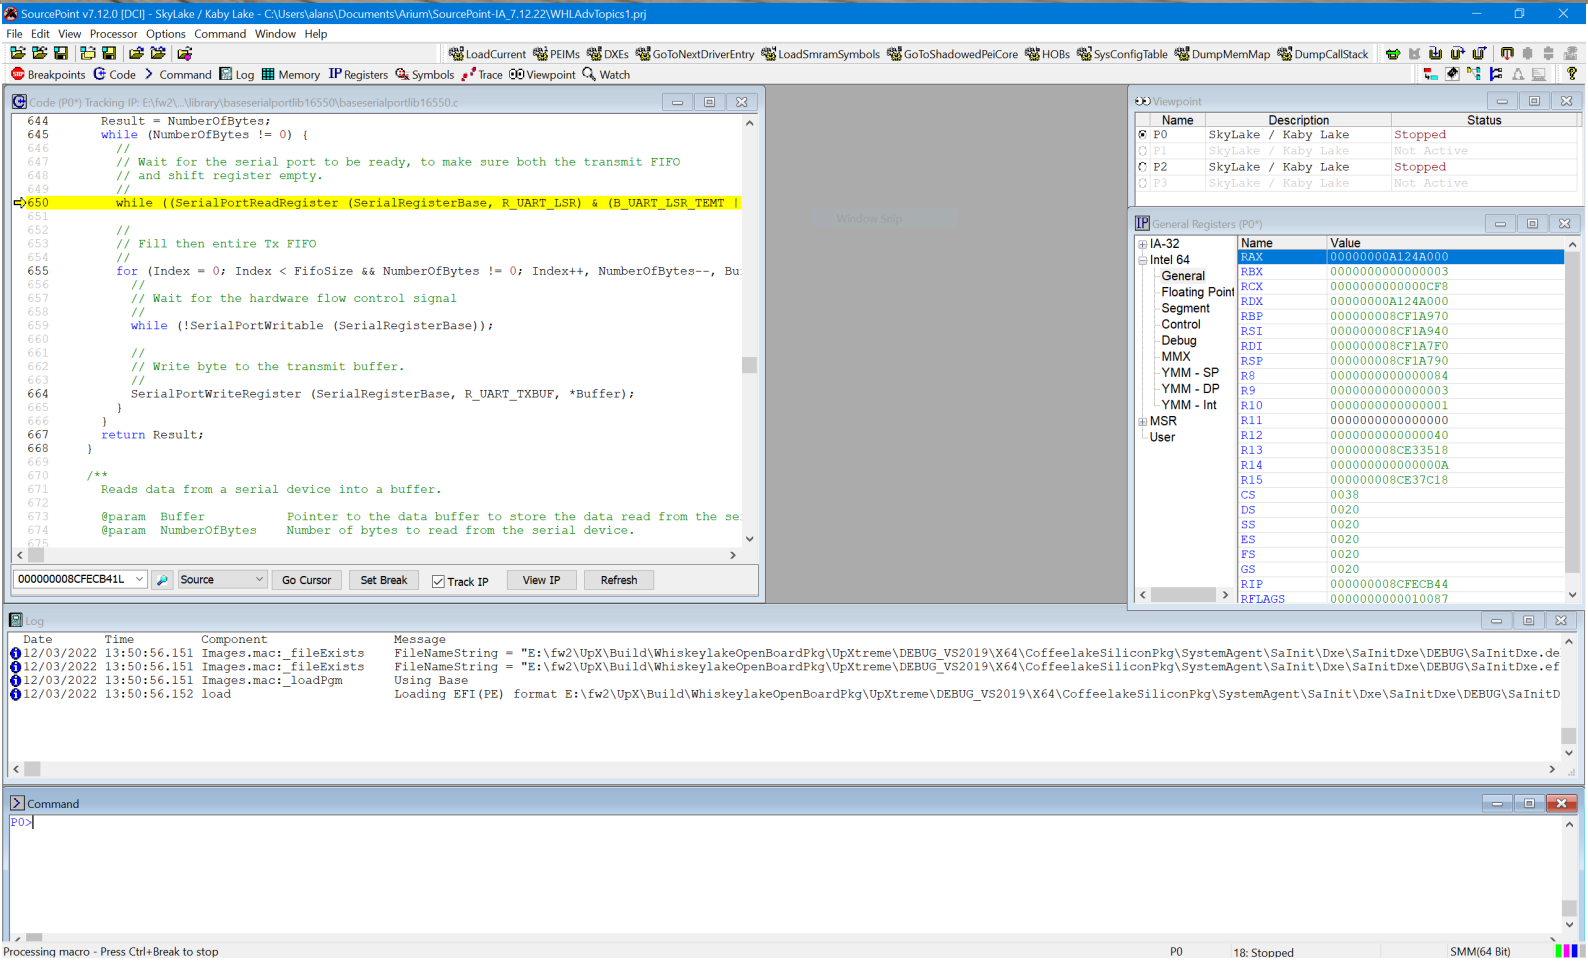 SourcePoint v7.12.0 [DCI] - SkyLake / Kaby Lake - C:\Users\alans\Documents\Arium\SourcePoint-IA_7.12.22\WHLAdvTopics1.prj
File Edit View Processor Options Command Window Help
LoadCurrent PEIMs DXEs GoToNextDriverEntry LoadSmramSymbols GoToShadowedPeiCore HOBs SysConfigTable DumpMemMap DumpCallStack
Breakpoints Code Command Log Memory Registers Symbols Trace Viewpoint Watch
Code (P0*) Tracking IP: E:\fw2\...\library\baseserialportlib16550\baseserialportlib16550.c
644 Result = NumberOfBytes;
645 while (NumberOfBytes != 0) {
646 //
647 // Wait for the serial port to be ready, to make sure both the transmit FIFO
648 // and shift register empty.
649 //
650 while ((SerialPortReadRegister (SerialRegisterBase, R_UART_LSR) & (B_UART_LSR_TEMT |
651
652 //
653 // Fill then entire Tx FIFO
654 //
655 for (Index = 0; Index < FifoSize && NumberOfBytes != 0; Index++, NumberOfBytes--, Bu
656 //
657 // Wait for the hardware flow control signal
658 //
659 while (!SerialPortWritable (SerialRegisterBase));
660
661 //
662 // Write byte to the transmit buffer.
663 //
664 SerialPortWriteRegister (SerialRegisterBase, R_UART_TXBUF, *Buffer);
665 }
666 }
667 return Result;
668 }
669
670 /**
671 Reads data from a serial device into a buffer.
672
673 @param Buffer Pointer to the data buffer to store the data read from the se
674 @param NumberOfBytes Number of bytes to read from the serial device.
675
000000008CFECB41L Source Go Cursor Set Break Track IP View IP Refresh
Window Snip
Viewpoint
Name Description Status
P0 SkyLake / Kaby Lake Stopped
P1 SkyLake / Kaby Lake Not Active
P2 SkyLake / Kaby Lake Stopped
P3 SkyLake / Kaby Lake Not Active
IP General Registers (P0*)
IA-32
Intel 64
General
Floating Point
Segment
Control
Debug
MMX
YMM - SP
YMM - DP
YMM - Int
MSR
User
Name Value
RAX 00000000A124A000
RBX 0000000000000003
RCX 0000000000000CF8
RDX 00000000A124A000
RBP 000000008CF1A970
RSI 000000008CF1A940
RDI 000000008CF1A7F0
RSP 000000008CF1A790
R8 0000000000000084
R9 0000000000000003
R10 0000000000000001
R11 0000000000000000
R12 0000000000000040
R13 000000008CE33518
R14 000000000000000A
R15 000000008CE37C18
CS 0038
DS 0020
SS 0020
ES 0020
FS 0020
GS 0020
RIP 000000008CFECB44
RFLAGS 0000000000010087
Log
Date Time Component Message
12/03/2022 13:50:56.151 Images.mac:_fileExists FileNameString = "E:\fw2\UpX\Build\WhiskeylakeOpenBoardPkg\UpXtreme\DEBUG_VS2019\X64\CoffeelakeSiliconPkg\SystemAgent\SaInit\Dxe\SaInitDxe\DEBUG\SaInitDxe.de
12/03/2022 13:50:56.151 Images.mac:_fileExists FileNameString = "E:\fw2\UpX\Build\WhiskeylakeOpenBoardPkg\UpXtreme\DEBUG_VS2019\X64\CoffeelakeSiliconPkg\SystemAgent\SaInit\Dxe\SaInitDxe\DEBUG\SaInitDxe.ef
12/03/2022 13:50:56.151 Images.mac:_loadPgm Using Base
12/03/2022 13:50:56.152 load Loading EFI(PE) format E:\fw2\UpX\Build\WhiskeylakeOpenBoardPkg\UpXtreme\DEBUG_VS2019\X64\CoffeelakeSiliconPkg\SystemAgent\SaInit\Dxe\SaInitDxe\DEBUG\SaInitD
Command
P0>
Processing macro - Press Ctrl+Break to stop P0 18: Stopped SMM(64 Bit)